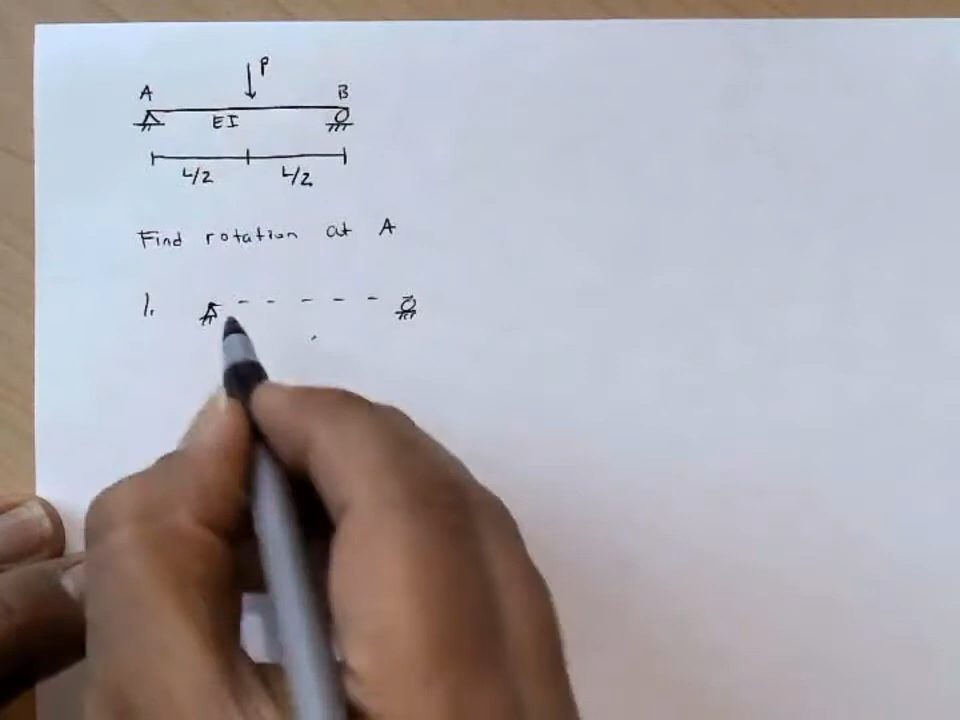 P
A B
EI
L/2 L/2
Find rotation at A
1.